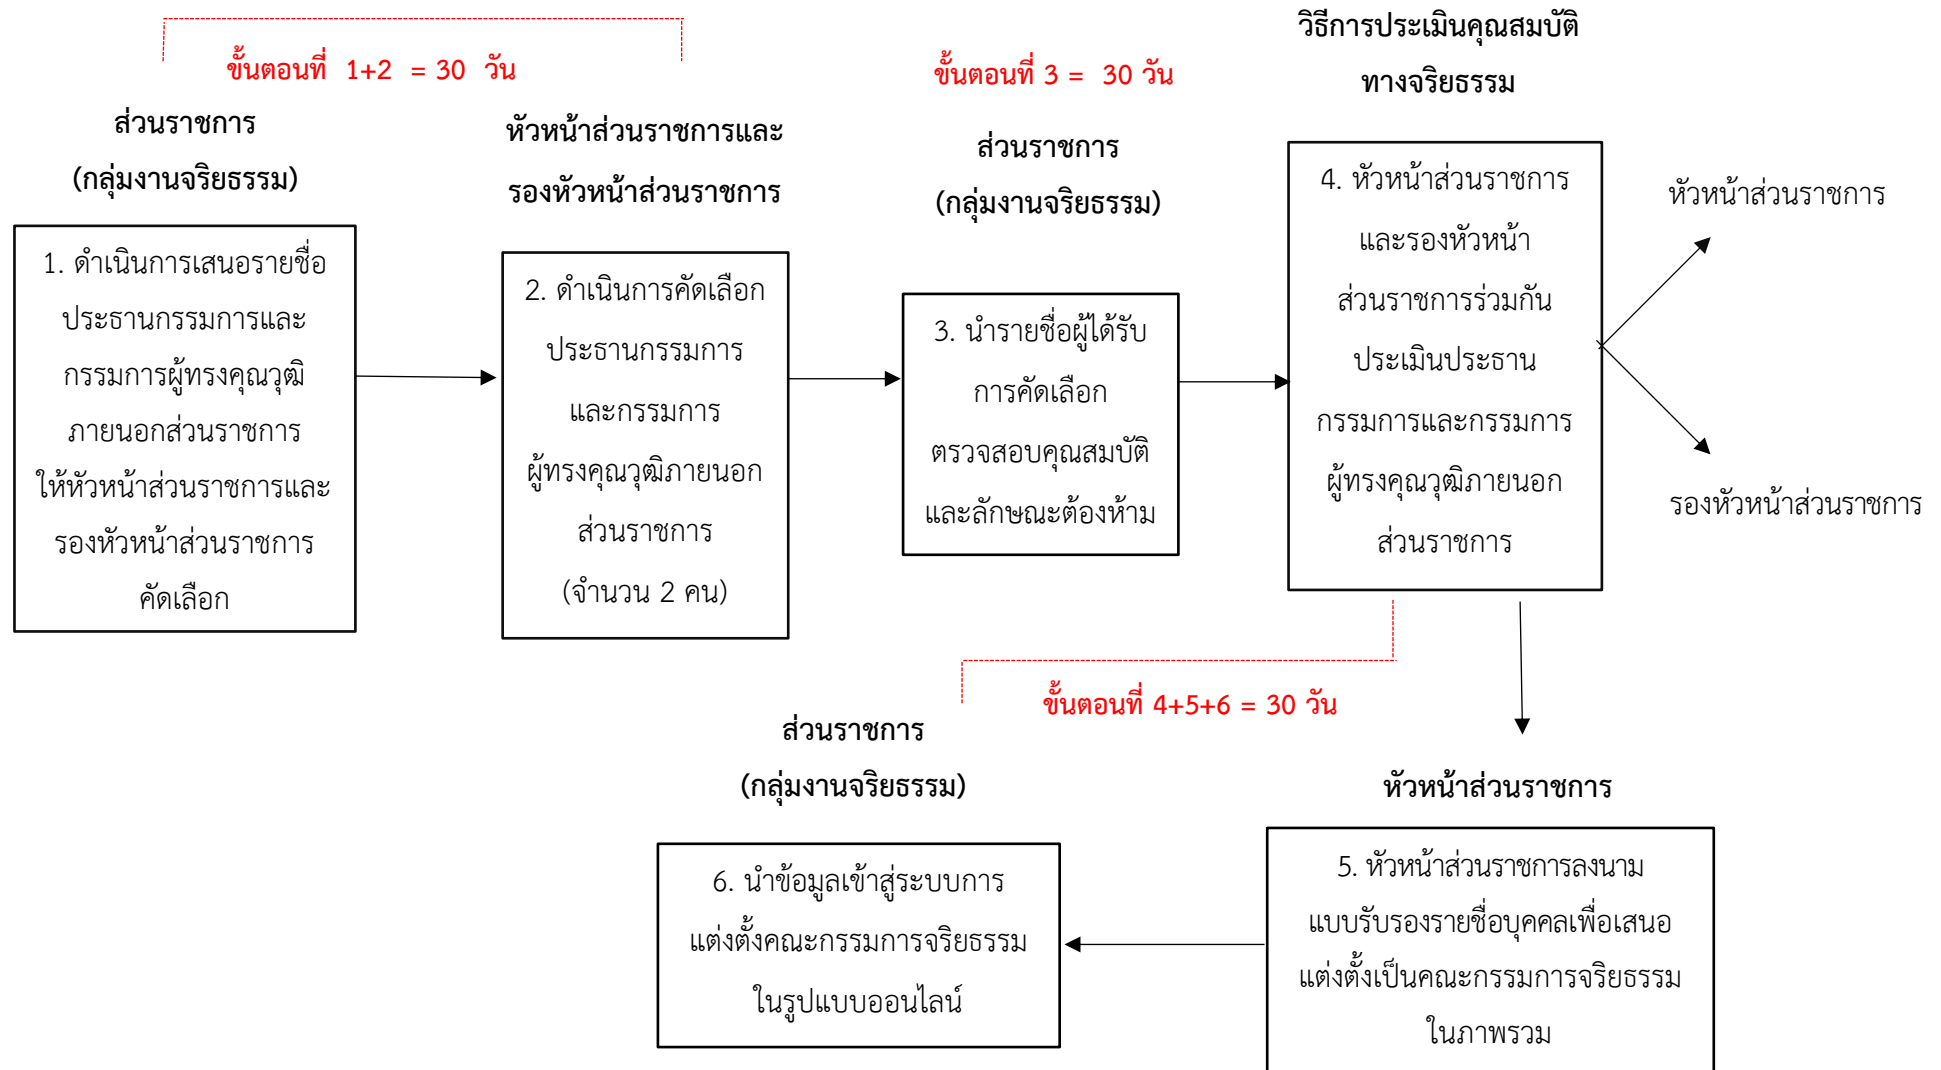 ขั้นตอนที่ 1+2 = 30 วัน
ส่วนราชการ
(กลุ่มงานจริยธรรม)
1. ดำเนินการเสนอรายชื่อ
ประธานกรรมการและ
กรรมการผู้ทรงคุณวุฒิ
ภายนอกส่วนราชการ
ให้หัวหน้าส่วนราชการและ
รองหัวหน้าส่วนราชการ
คัดเลือก
หัวหน้าส่วนราชการและ
รองหัวหน้าส่วนราชการ
2. ดำเนินการคัดเลือก
ประธานกรรมการ
และกรรมการ
ผู้ทรงคุณวุฒิภายนอก
ส่วนราชการ
(จำนวน 2 คน)
ขั้นตอนที่ 3 = 30 วัน
ส่วนราชการ
(กลุ่มงานจริยธรรม)
3. นำรายชื่อผู้ได้รับ
การคัดเลือก
ตรวจสอบคุณสมบัติ
และลักษณะต้องห้าม
วิธีการประเมินคุณสมบัติ
ทางจริยธรรม
4. หัวหน้าส่วนราชการ
และรองหัวหน้า
ส่วนราชการร่วมกัน
ประเมินประธาน
กรรมการและกรรมการ
ผู้ทรงคุณวุฒิภายนอก
ส่วนราชการ
หัวหน้าส่วนราชการ
รองหัวหน้าส่วนราชการ
ขั้นตอนที่ 4+5+6 = 30 วัน
หัวหน้าส่วนราชการ
5. หัวหน้าส่วนราชการลงนาม
แบบรับรองรายชื่อบุคคลเพื่อเสนอ
แต่งตั้งเป็นคณะกรรมการจริยธรรม
ในภาพรวม
ส่วนราชการ
(กลุ่มงานจริยธรรม)
6. นำข้อมูลเข้าสู่ระบบการ
แต่งตั้งคณะกรรมการจริยธรรม
ในรูปแบบออนไลน์